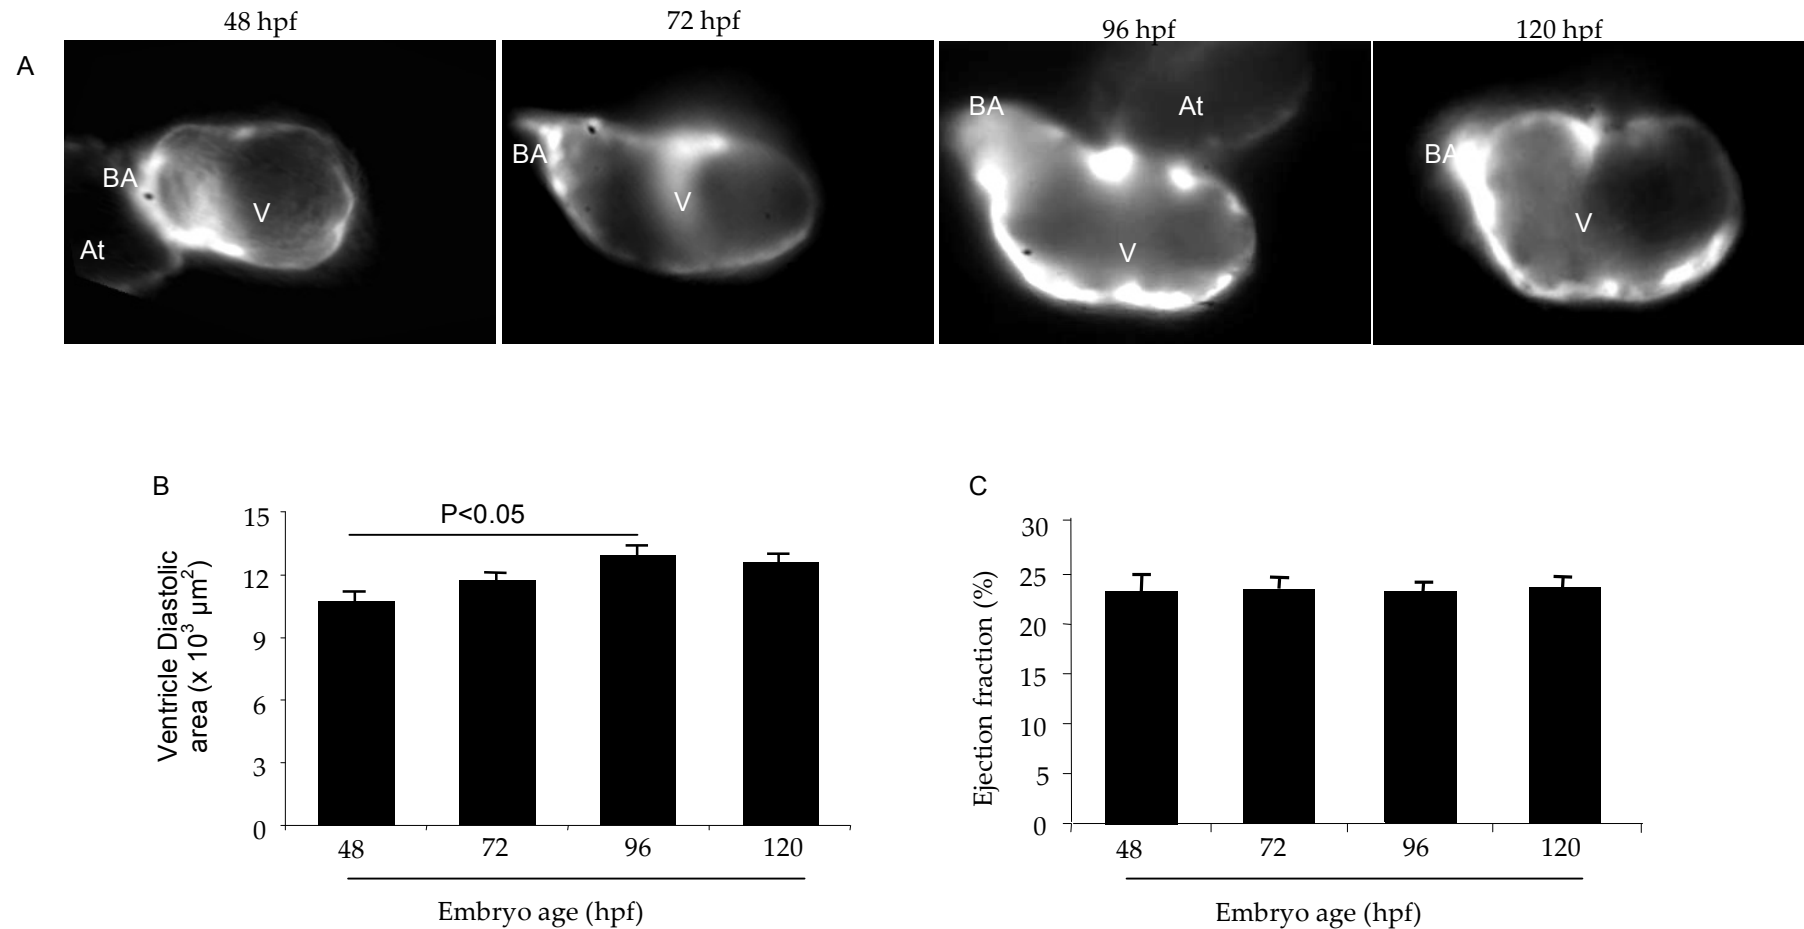 48 hpf
72 hpf
96 hpf
120 hpf
A
BA
V
At
BA
V
BA
At
V
BA
V
B
P<0.05
15
12
9
6
3
0
Ventricle Diastolic
area (x 10³ µm²)
48
72
96
120
Embryo age (hpf)
C
30
25
20
15
10
5
0
Ejection fraction (%)
48
72
96
120
Embryo age (hpf)